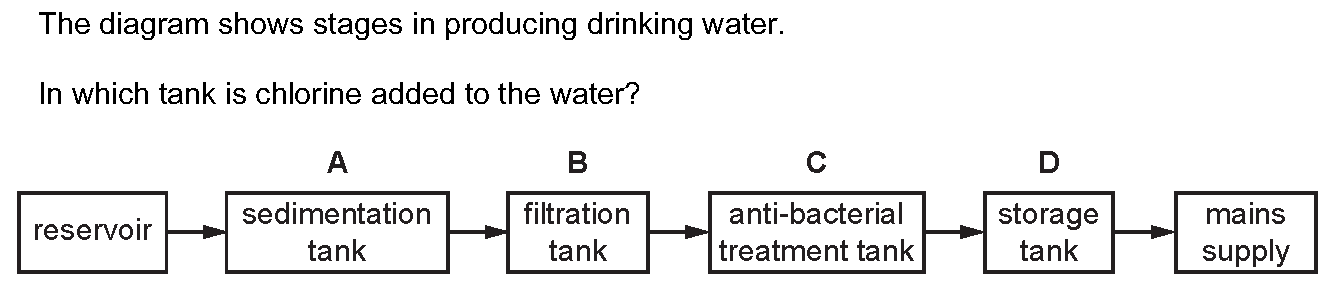 The diagram shows stages in producing drinking water.
In which tank is chlorine added to the water?
A B C D
reservoir
sedimentation
tank
filtration
tank
anti-bacterial
treatment tank
storage
tank
mains
supply